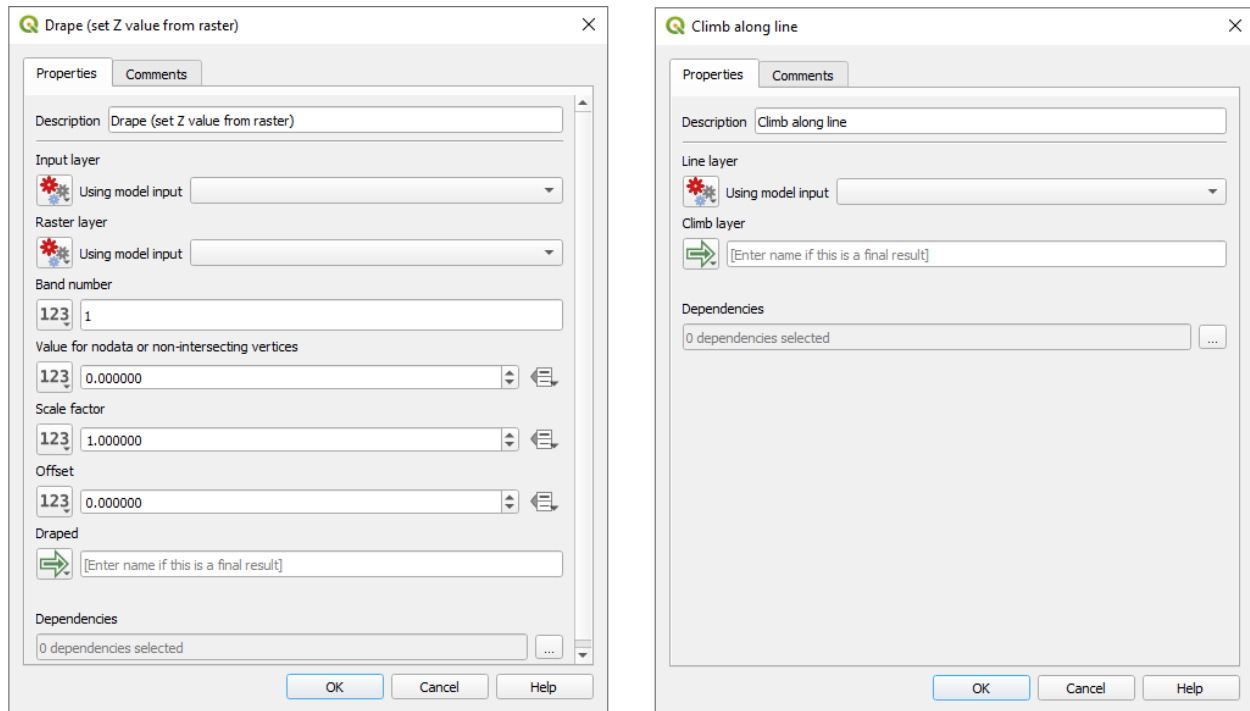 Drape (set Z value from raster)
Properties Comments
Description Drape (set Z value from raster)
Input layer
Using model input
Raster layer
Using model input
Band number
123 1
Value for nodata or non-intersecting vertices
123 0.000000
Scale factor
123 1.000000
Offset
123 0.000000
Draped
[Enter name if this is a final result]
Dependencies
0 dependencies selected ...
OK Cancel Help
Climb along line
Properties Comments
Description Climb along line
Line layer
Using model input
Climb layer
[Enter name if this is a final result]
Dependencies
0 dependencies selected ...
OK Cancel Help